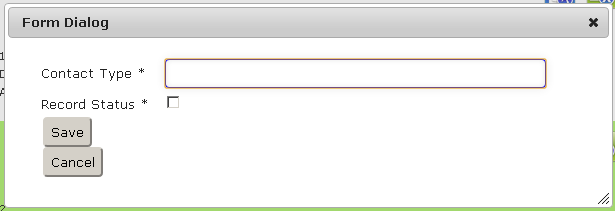 Form Dialog
Contact Type *
Record Status *
Save
Cancel